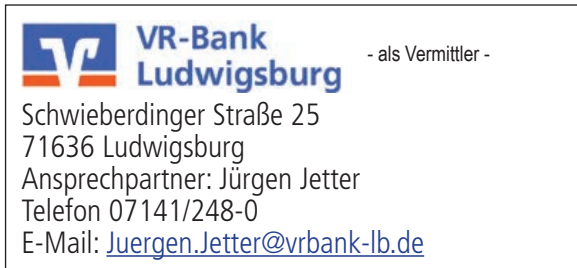 VR-Bank
Ludwigsburg
- als Vermittler -
Schwieberdinger Straße 25
71636 Ludwigsburg
Ansprechpartner: Jürgen Jetter
Telefon 07141/248-0
E-Mail: Juergen.Jetter@vrbank-lb.de